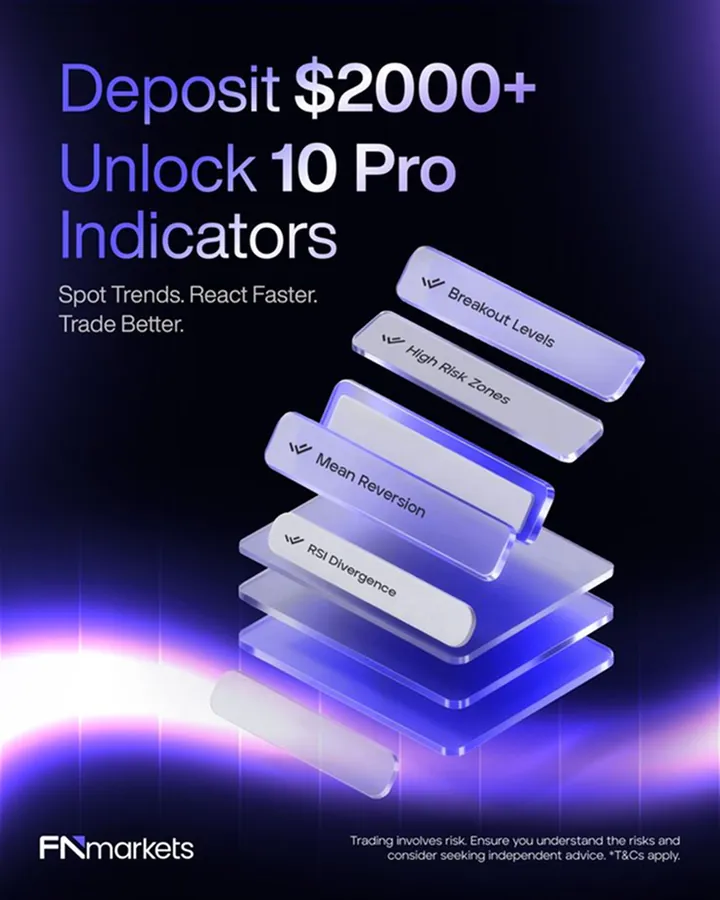 Deposit $2000+
Unlock 10 Pro
Indicators
Spot Trends. React Faster.
Trade Better.
Breakout Levels
High Risk Zones
Mean Reversion
RSI Divergence
FNmarkets
Trading involves risk. Ensure you understand the risks and
consider seeking independent advice. *T&Cs apply.